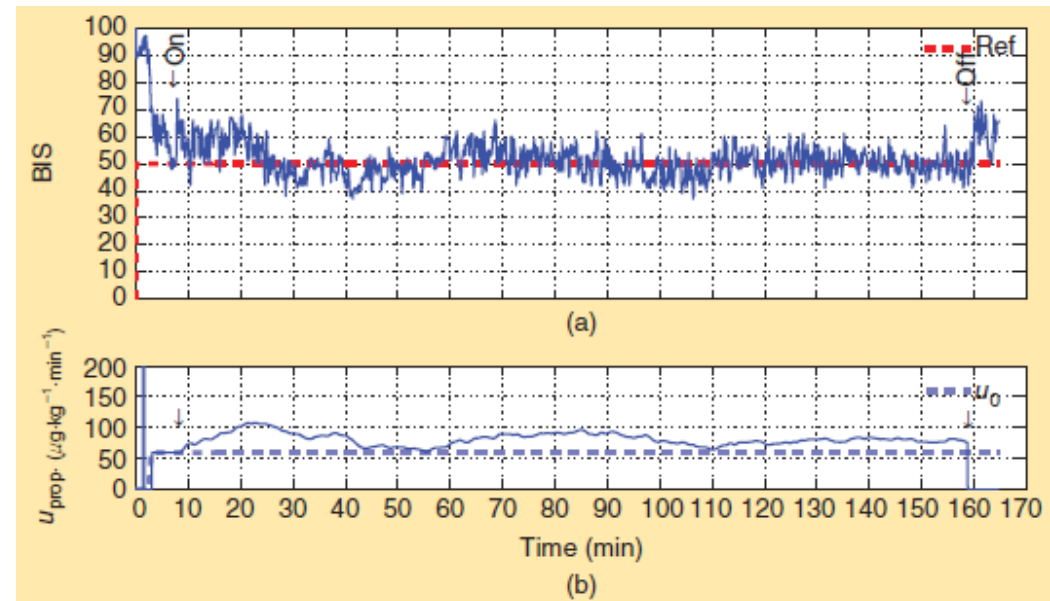 100
90
80
70
60
50
40
30
20
10
0
BIS
←On
←Off
Ref
(a)
200
150
100
50
0
u_prop. (μg·kg⁻¹·min⁻¹)
↓
↓
u₀
0 10 20 30 40 50 60 70 80 90 100 110 120 130 140 150 160 170
Time (min)
(b)